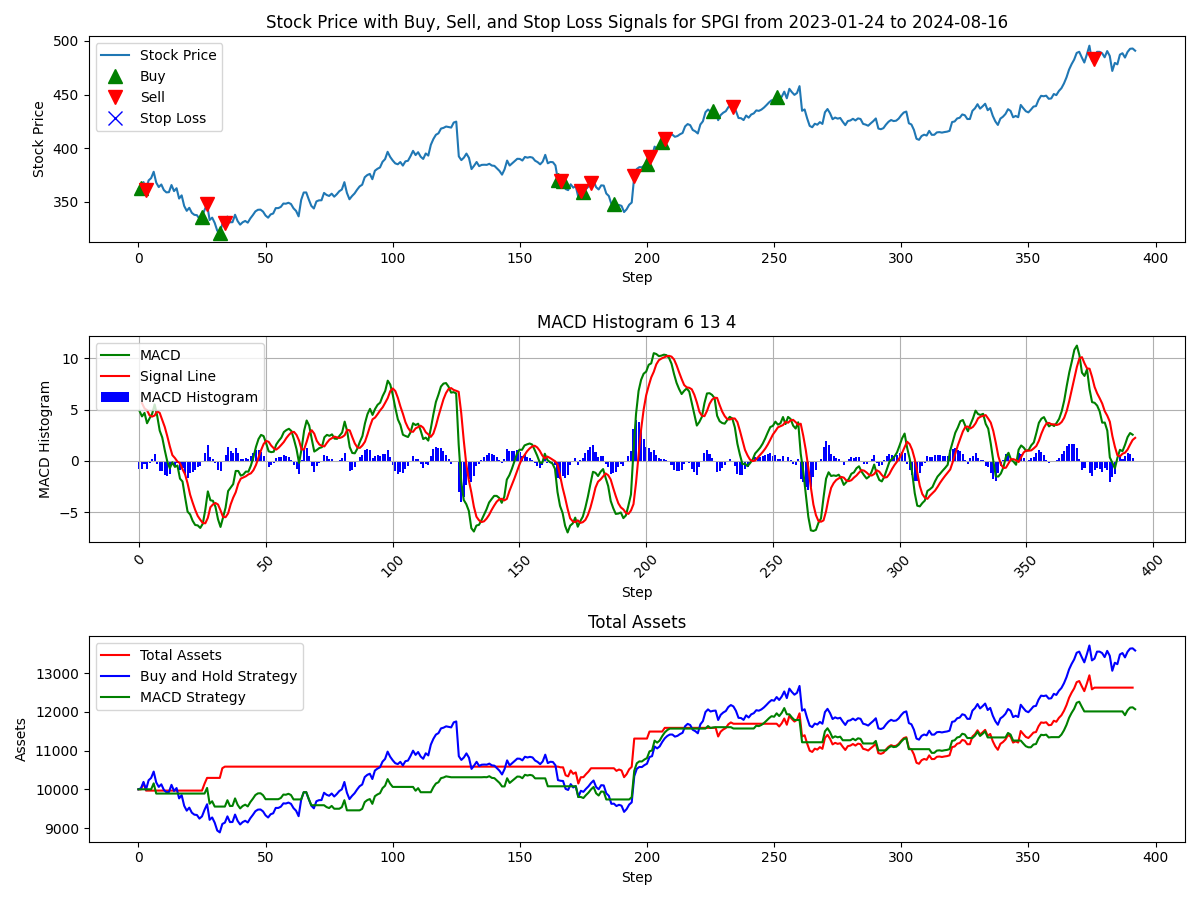 Stock Price with Buy, Sell, and Stop Loss Signals for SPGI from 2023-01-24 to 2024-08-16
500
450
400
350
Stock Price
Stock Price
Buy
Sell
Stop Loss
0 50 100 150 200 250 300 350 400
Step
MACD Histogram 6 13 4
10
5
0
−5
MACD Histogram
MACD
Signal Line
MACD Histogram
0 50 100 150 200 250 300 350 400
Step
Total Assets
13000
12000
11000
10000
9000
Assets
Total Assets
Buy and Hold Strategy
MACD Strategy
0 50 100 150 200 250 300 350 400
Step